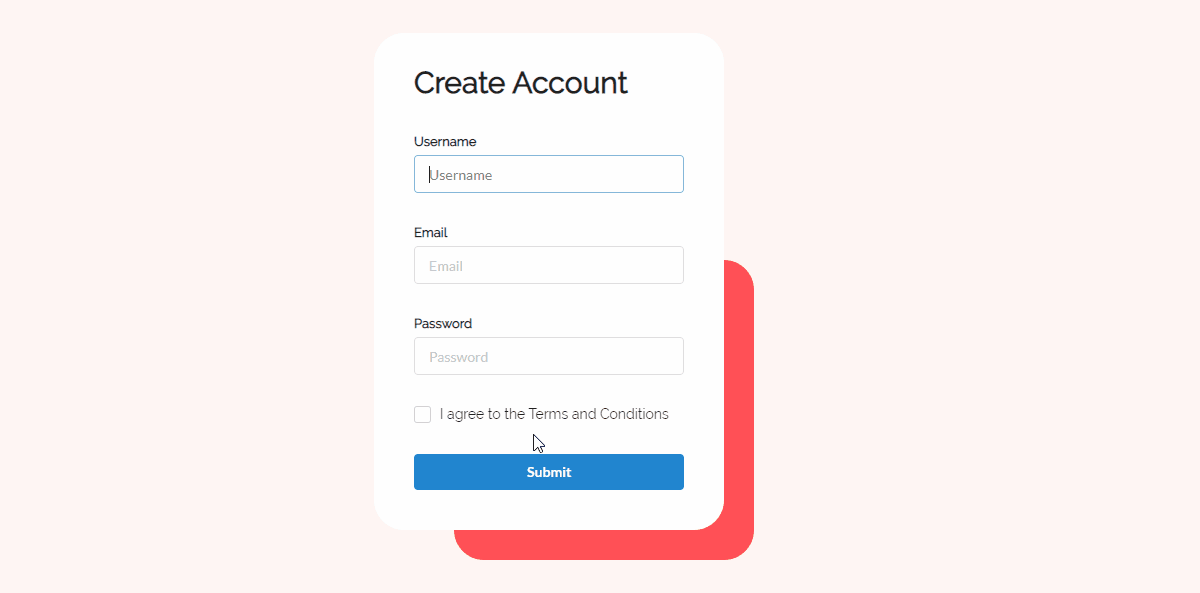 Create Account
Username
Username
Email
Email
Password
Password
I agree to the Terms and Conditions
Submit